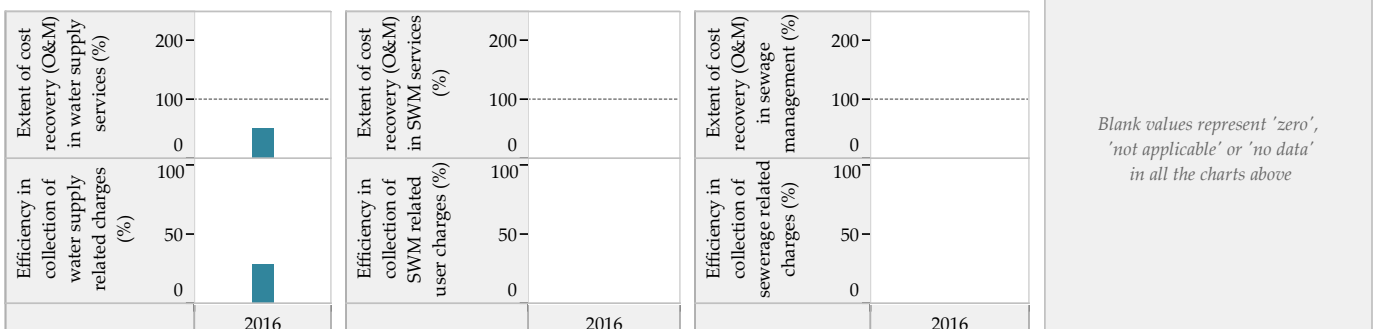 Extent of cost
recovery (O&M)
in water supply
services (%)
200
100
0
Efficiency in
collection of
water supply
related charges
(%)
100
50
0
2016
Extent of cost
recovery (O&M)
in SWM services
(%)
200
100
0
Efficiency in
collection of
SWM related
user charges (%)
100
50
0
2016
Extent of cost
recovery (O&M)
in sewage
management (%)
200
100
0
Efficiency in
collection of
sewerage related
charges (%)
100
50
0
2016
Blank values represent 'zero',
'not applicable' or 'no data'
in all the charts above